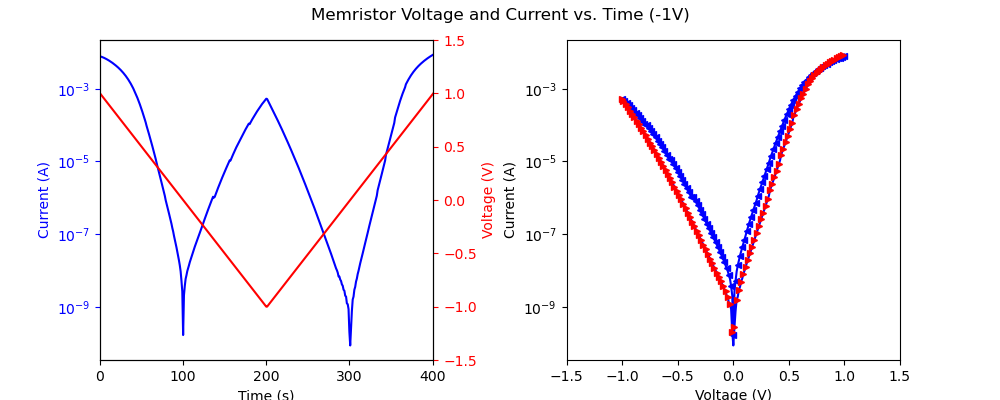 Memristor Voltage and Current vs. Time (-1V)
Current (A)
10⁻³
10⁻⁵
10⁻⁷
10⁻⁹
0 100 200 300 400
Time (s)
1.5
1.0
0.5
0.0
−0.5
−1.0
−1.5
Voltage (V)
Current (A)
10⁻³
10⁻⁵
10⁻⁷
10⁻⁹
−1.5 −1.0 −0.5 0.0 0.5 1.0 1.5
Voltage (V)